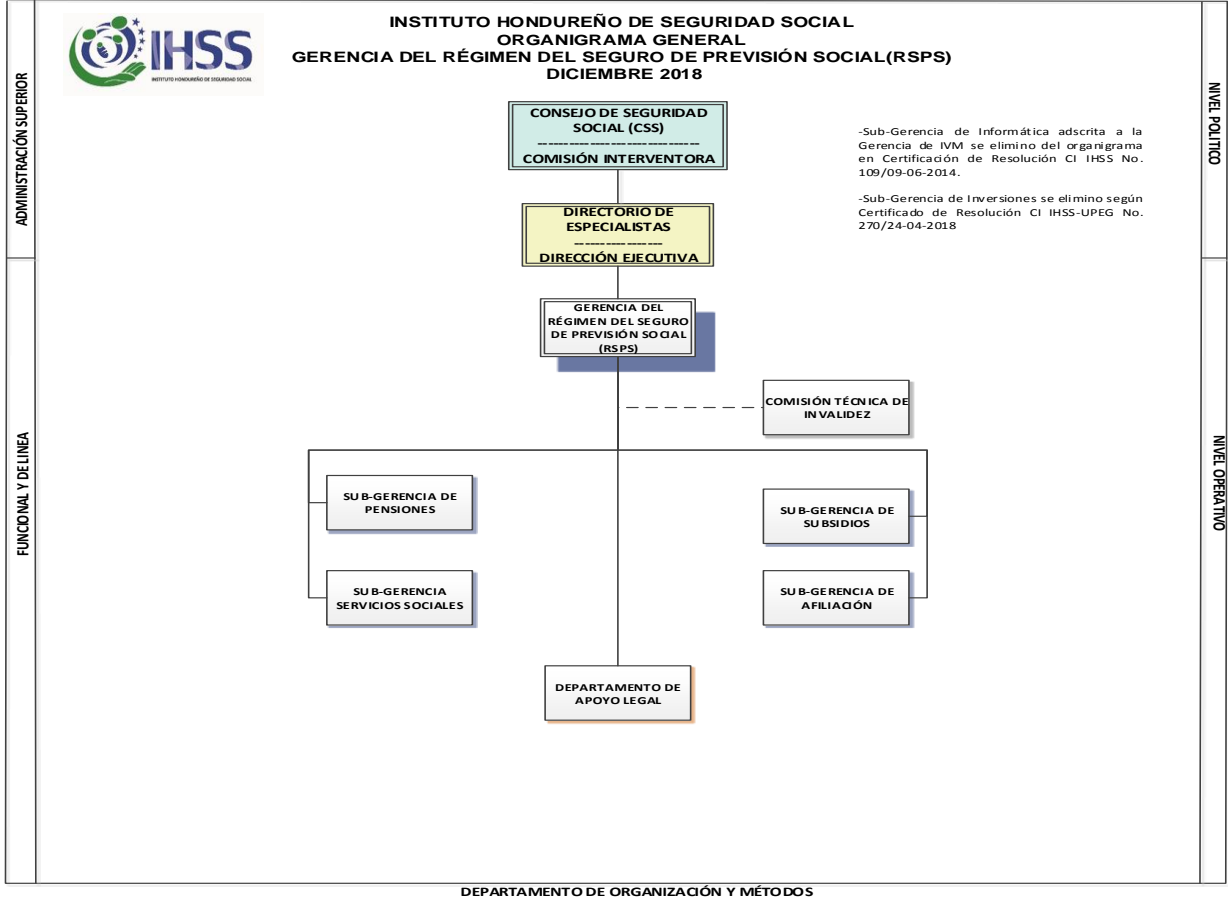 INSTITUTO HONDUREÑO DE SEGURIDAD SOCIAL
ORGANIGRAMA GENERAL
GERENCIA DEL RÉGIMEN DEL SEGURO DE PREVISIÓN SOCIAL(RSPS)
DICIEMBRE 2018
IHSS
INSTITUTO HONDUREÑO DE SEGURIDAD SOCIAL
ADMINISTRACIÓN SUPERIOR
NIVEL POLITICO
CONSEJO DE SEGURIDAD
SOCIAL (CSS)
-------------------------------
COMISIÓN INTERVENTORA
-Sub-Gerencia de Informática adscrita a la
Gerencia de IVM se elimino del organigrama
en Certificación de Resolución CI IHSS No.
109/09-06-2014.
-Sub-Gerencia de Inversiones se elimino según
Certificado de Resolución CI IHSS-UPEG No.
270/24-04-2018
DIRECTORIO DE
ESPECIALISTAS
-----------------
DIRECCIÓN EJECUTIVA
GERENCIA DEL
RÉGIMEN DEL SEGURO
DE PREVISIÓN SOCIAL
(RSPS)
COMISIÓN TÉCNICA DE
INVALIDEZ
FUNCIONAL Y DE LINEA
NIVEL OPERATIVO
SUB-GERENCIA DE
PENSIONES
SUB-GERENCIA DE
SUBSIDIOS
SUB-GERENCIA
SERVICIOS SOCIALES
SUB-GERENCIA DE
AFILIACIÓN
DEPARTAMENTO DE
APOYO LEGAL
DEPARTAMENTO DE ORGANIZACIÓN Y MÉTODOS